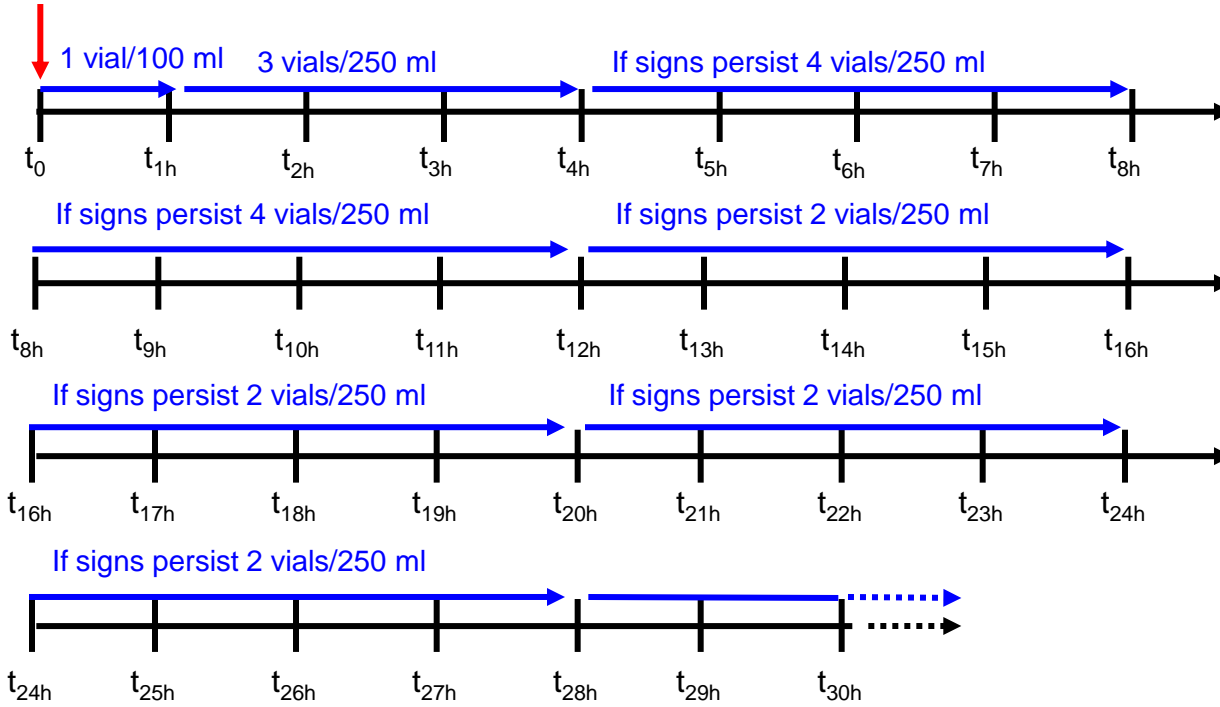 1 vial/100 ml 3 vials/250 ml If signs persist 4 vials/250 ml
t0 t1h t2h t3h t4h t5h t6h t7h t8h
If signs persist 4 vials/250 ml If signs persist 2 vials/250 ml
t8h t9h t10h t11h t12h t13h t14h t15h t16h
If signs persist 2 vials/250 ml If signs persist 2 vials/250 ml
t16h t17h t18h t19h t20h t21h t22h t23h t24h
If signs persist 2 vials/250 ml
t24h t25h t26h t27h t28h t29h t30h